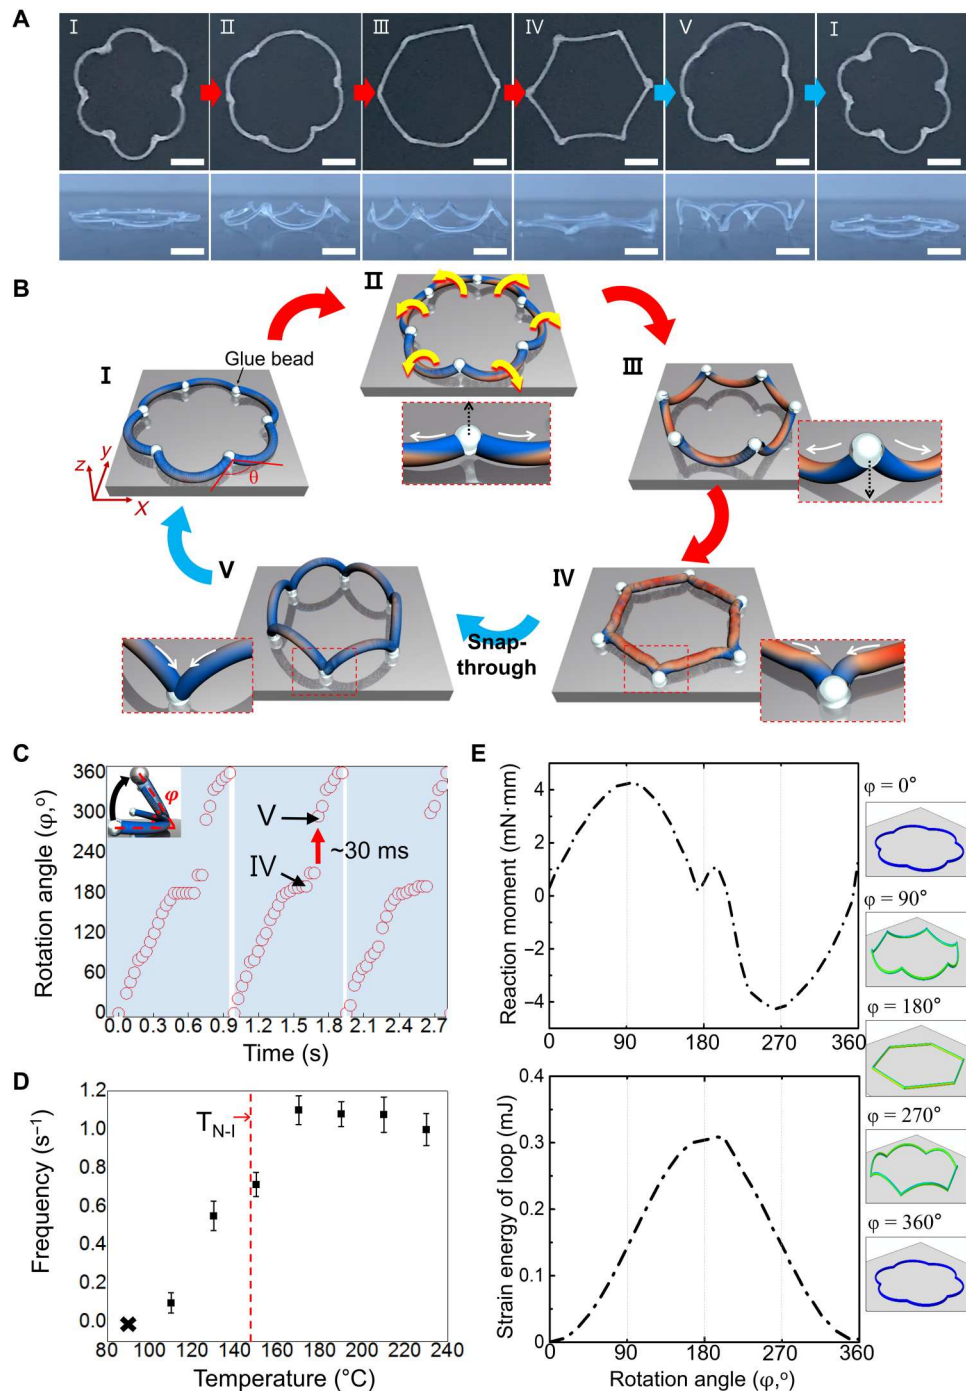 A
I II III IV V I
B
II
Glue bead
I
III
z y x
θ
V
IV
Snap-
through
C
Rotation angle (φ,°)
360
300
240
180
120
60
0
φ
V
IV
~30 ms
0.0 0.3 0.6 0.9 1.2 1.5 1.8 2.1 2.4 2.7
Time (s)
D
Frequency (s⁻¹)
1.2
1.0
0.8
0.6
0.4
0.2
0.0
T_N-I
80 100 120 140 160 180 200 220 240
Temperature (°C)
E
Reaction moment (mN·mm)
4
2
0
−2
−4
0 90 180 270 360
Strain energy of loop (mJ)
0.4
0.3
0.2
0.1
0
0 90 180 270 360
Rotation angle (φ,°)
φ = 0°
φ = 90°
φ = 180°
φ = 270°
φ = 360°